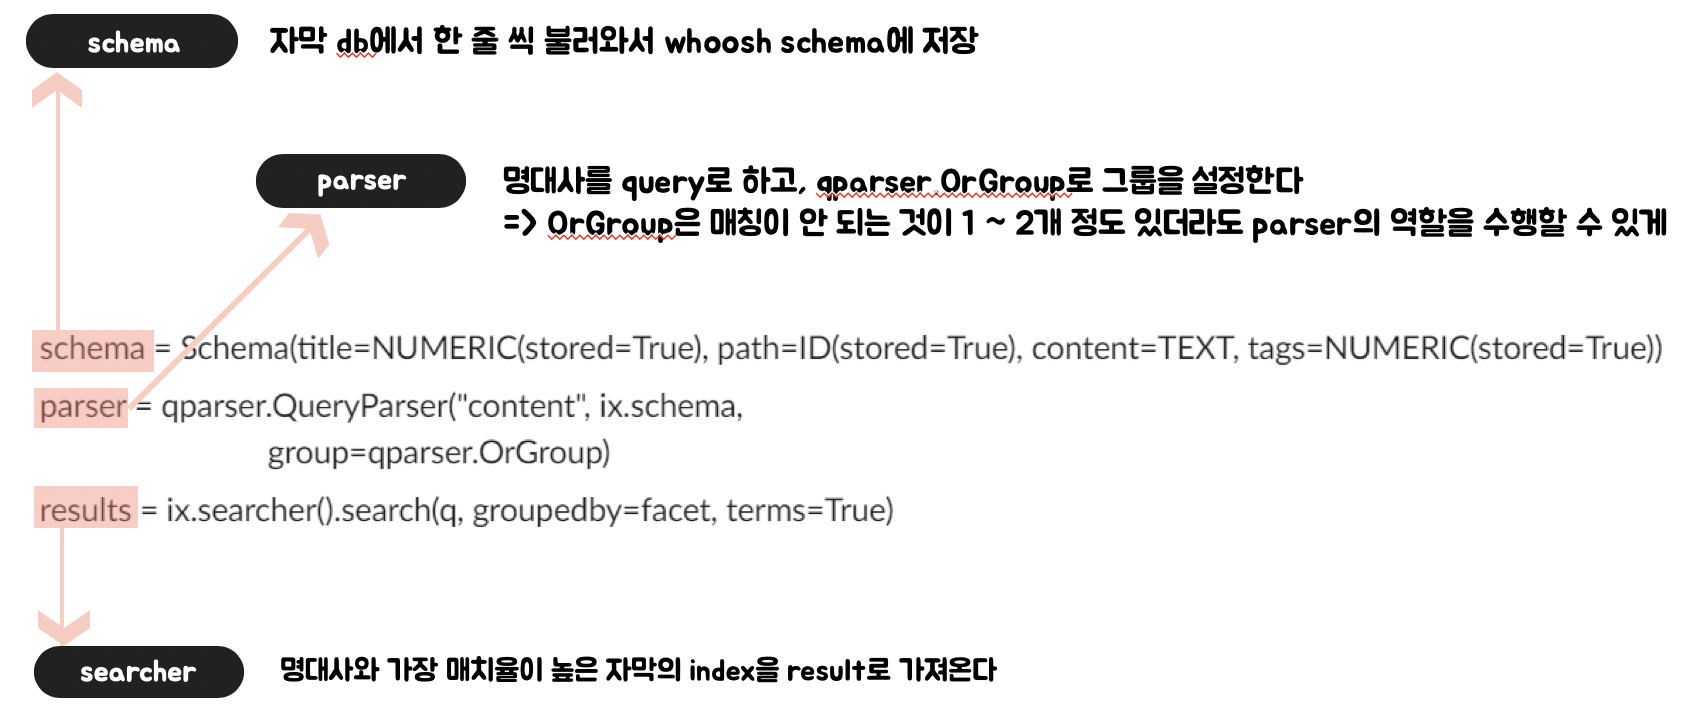 schema
자막 db에서 한 줄 씩 불러와서 whoosh schema에 저장
parser
명대사를 query로 하고, qparser.OrGroup로 그룹을 설정한다
=> OrGroup은 매칭이 안 되는 것이 1 ~ 2개 정도 있더라도 parser의 역할을 수행할 수 있게
schema = Schema(title=NUMERIC(stored=True), path=ID(stored=True), content=TEXT, tags=NUMERIC(stored=True))
parser = qparser.QueryParser("content", ix.schema,
group=qparser.OrGroup)
results = ix.searcher().search(q, groupedby=facet, terms=True)
searcher
명대사와 가장 매치율이 높은 자막의 index을 result로 가져온다